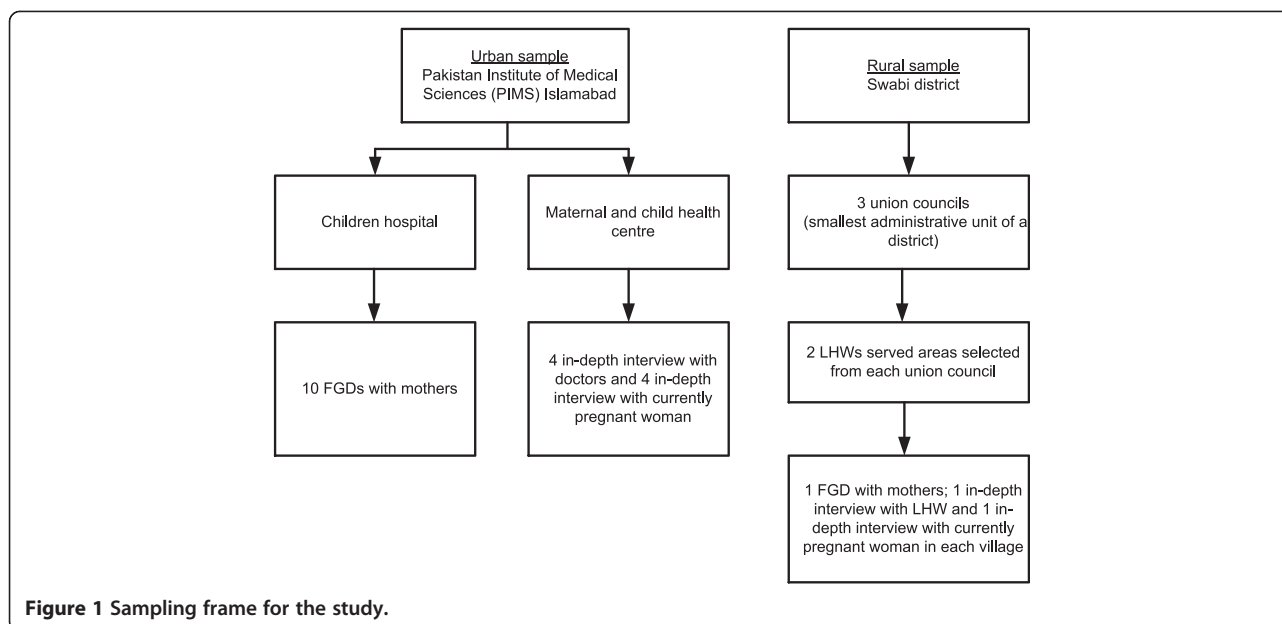 Urban sample
Pakistan Institute of Medical
Sciences (PIMS) Islamabad
Rural sample
Swabi district
Children hospital
Maternal and child health
centre
3 union councils
(smallest administrative unit of a
district)
10 FGDs with mothers
4 in-depth interview with
doctors and 4 in-depth
interview with currently
pregnant woman
2 LHWs served areas selected
from each union council
1 FGD with mothers; 1 in-depth
interview with LHW and 1 in-
depth interview with currently
pregnant woman in each village
Figure 1 Sampling frame for the study.